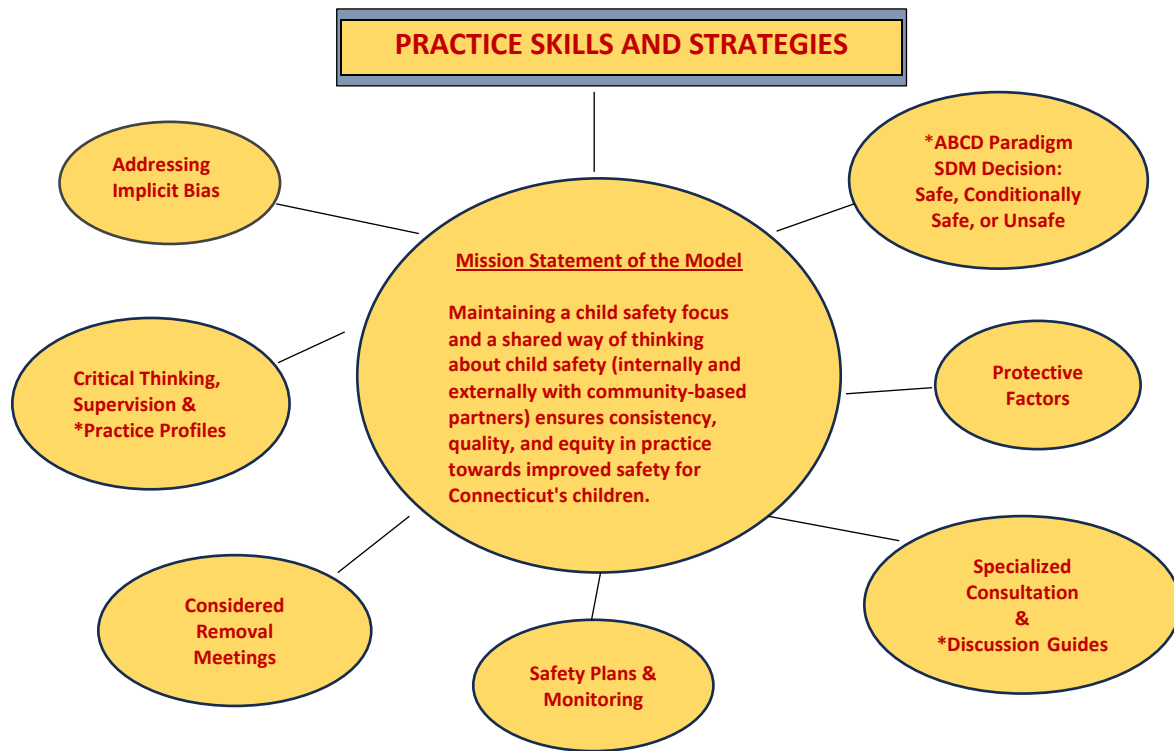 PRACTICE SKILLS AND STRATEGIES
Addressing
Implicit Bias
*ABCD Paradigm
SDM Decision:
Safe, Conditionally
Safe, or Unsafe
Mission Statement of the Model
Maintaining a child safety focus
and a shared way of thinking
about child safety (internally and
externally with community-based
partners) ensures consistency,
quality, and equity in practice
towards improved safety for
Connecticut's children.
Critical Thinking,
Supervision &
*Practice Profiles
Protective
Factors
Considered
Removal
Meetings
Safety Plans &
Monitoring
Specialized
Consultation
&
*Discussion Guides